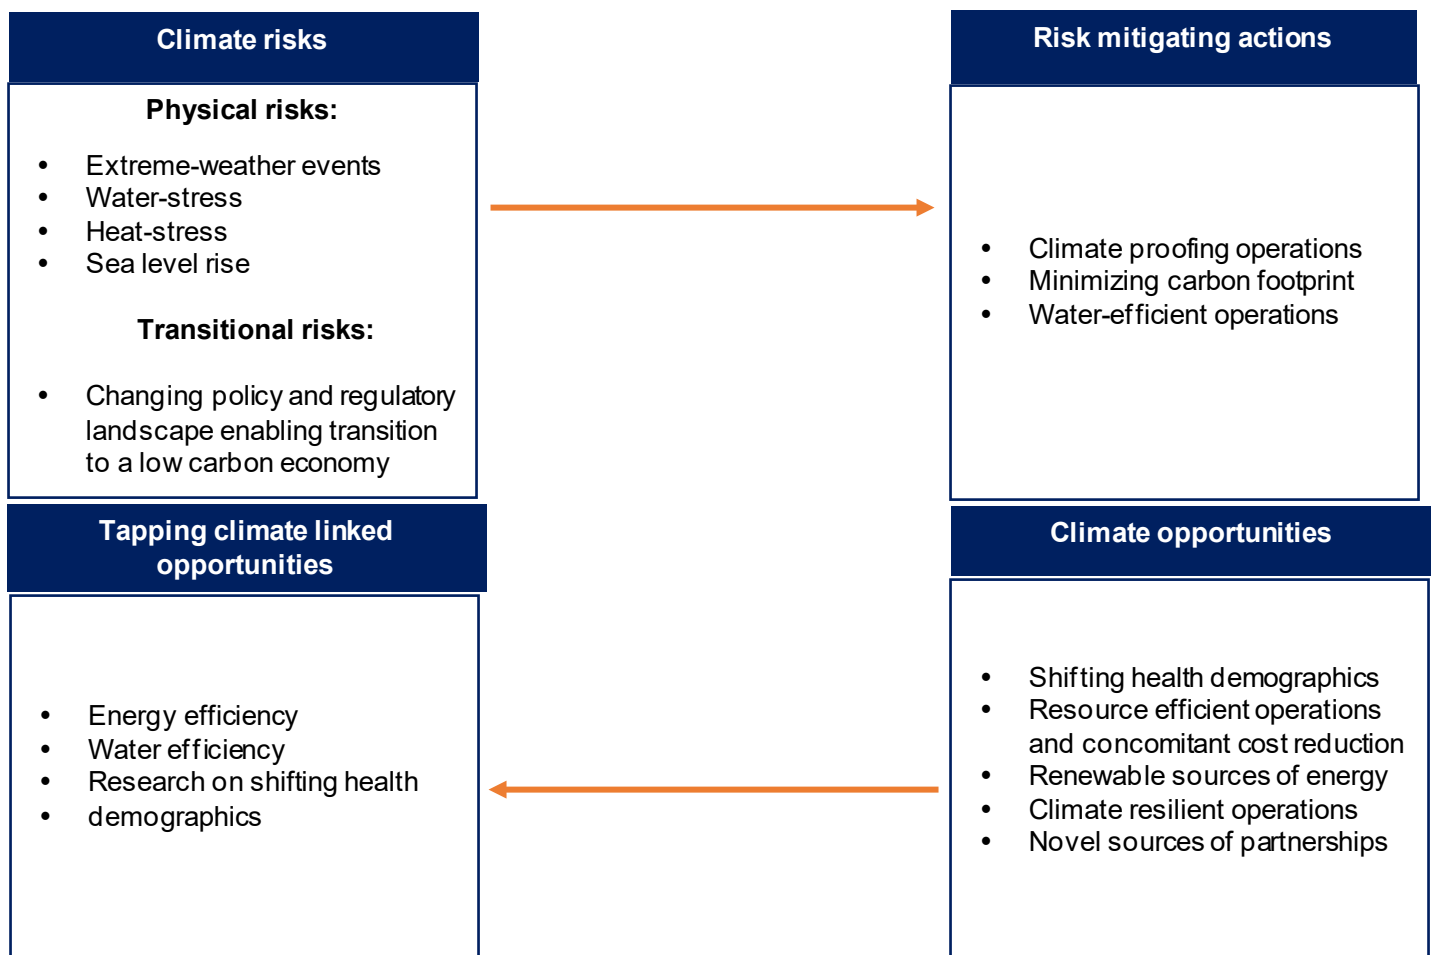 Climate risks
Physical risks:
• Extreme-weather events
• Water-stress
• Heat-stress
• Sea level rise
Transitional risks:
• Changing policy and regulatory
landscape enabling transition
to a low carbon economy
Risk mitigating actions
• Climate proofing operations
• Minimizing carbon footprint
• Water-efficient operations
Tapping climate linked
opportunities
• Energy efficiency
• Water efficiency
• Research on shifting health
• demographics
Climate opportunities
• Shifting health demographics
• Resource efficient operations
and concomitant cost reduction
• Renewable sources of energy
• Climate resilient operations
• Novel sources of partnerships